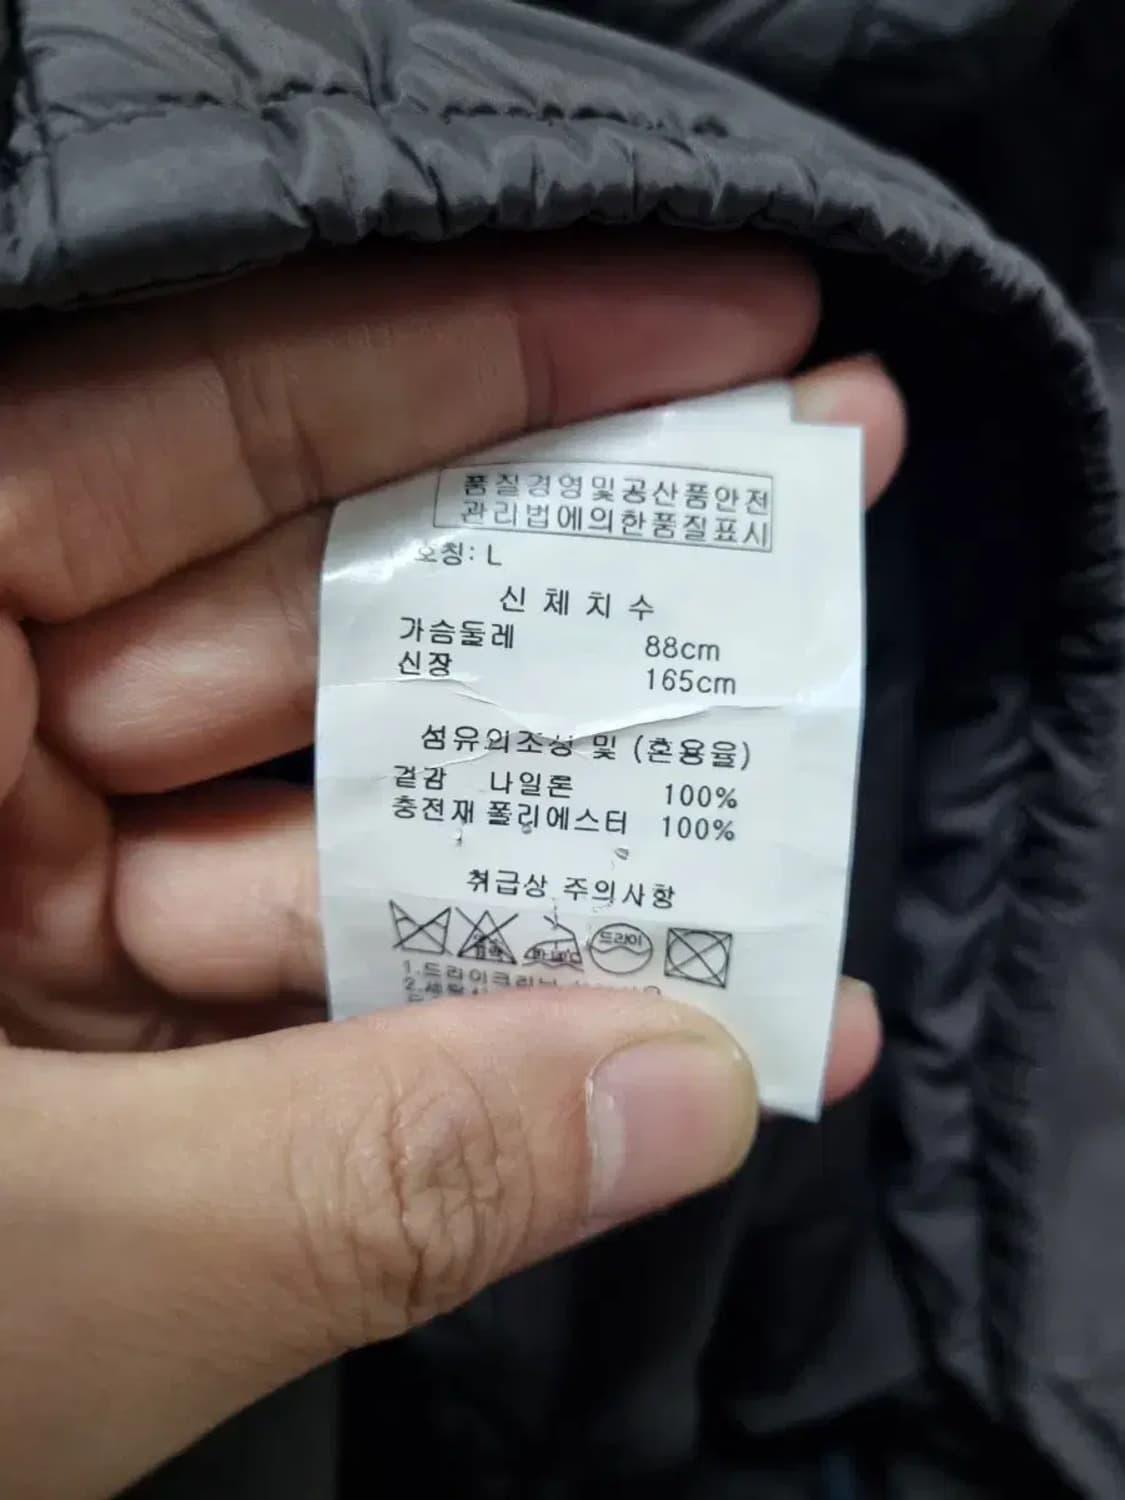 품질경영및공산품안전
관리법에의한품질표시
호칭: L
신체치수
가슴둘레 88cm
신장 165cm
섬유의조성 및 (혼용율)
겉감 나일론 100%
충전재 폴리에스터 100%
취급상 주의사항
드라이
1.드라이크리닝